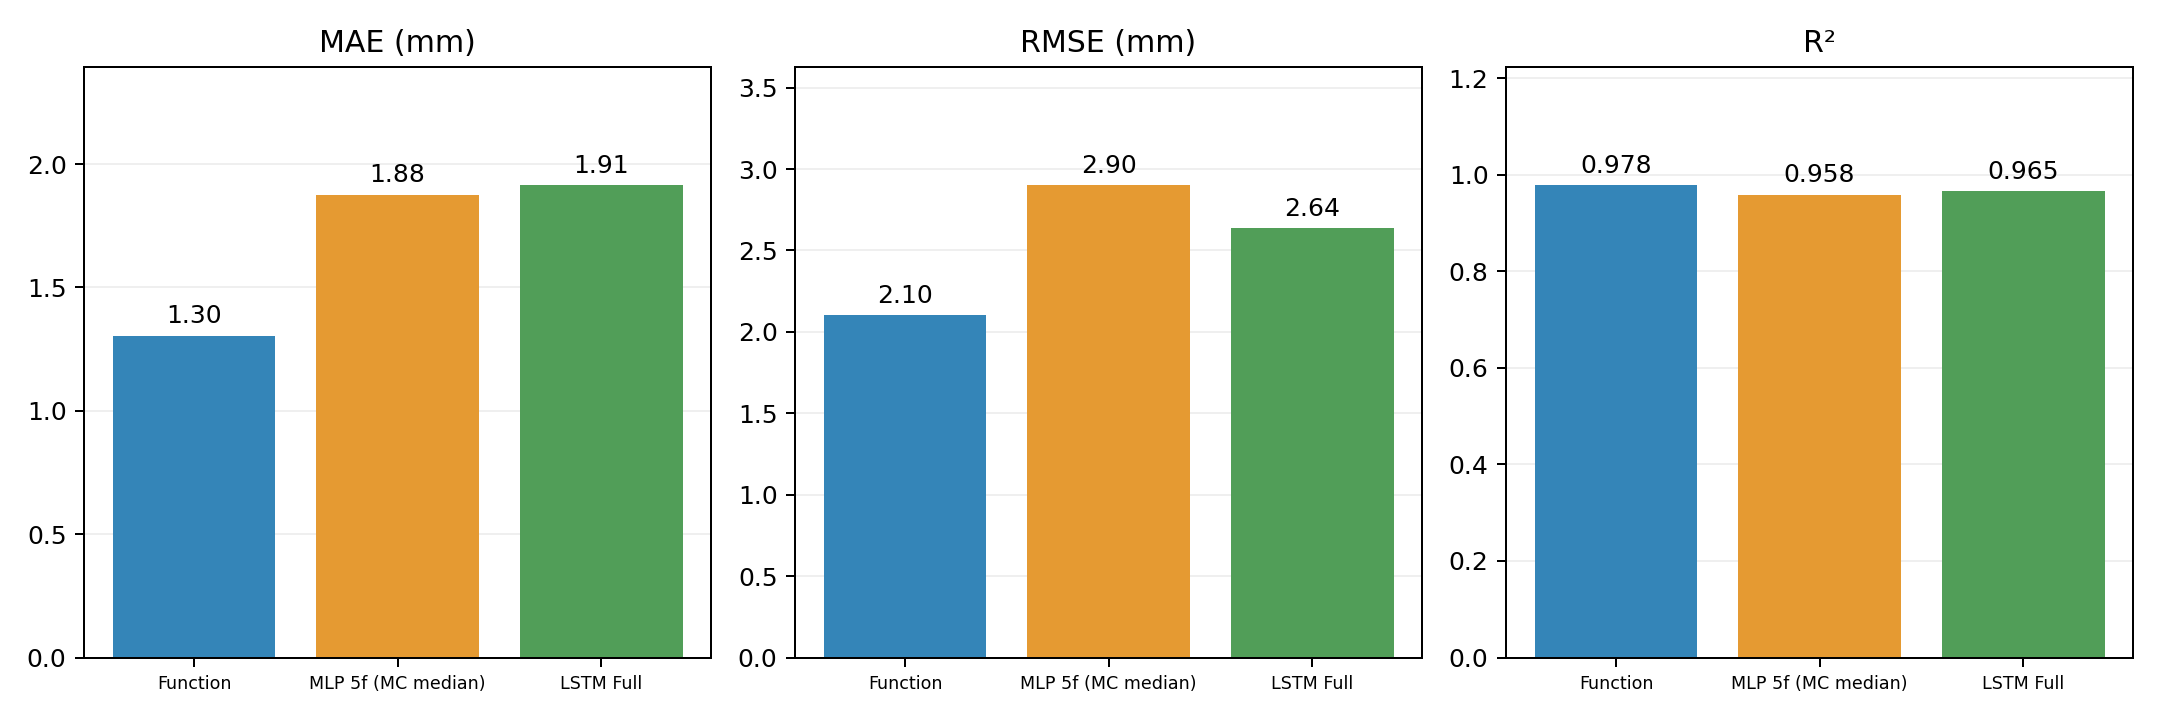 MAE (mm)
2.0
1.5
1.0
0.5
0.0
1.30
1.88
1.91
Function
MLP 5f (MC median)
LSTM Full
RMSE (mm)
3.5
3.0
2.5
2.0
1.5
1.0
0.5
0.0
2.10
2.90
2.64
Function
MLP 5f (MC median)
LSTM Full
R²
1.2
1.0
0.8
0.6
0.4
0.2
0.0
0.978
0.958
0.965
Function
MLP 5f (MC median)
LSTM Full